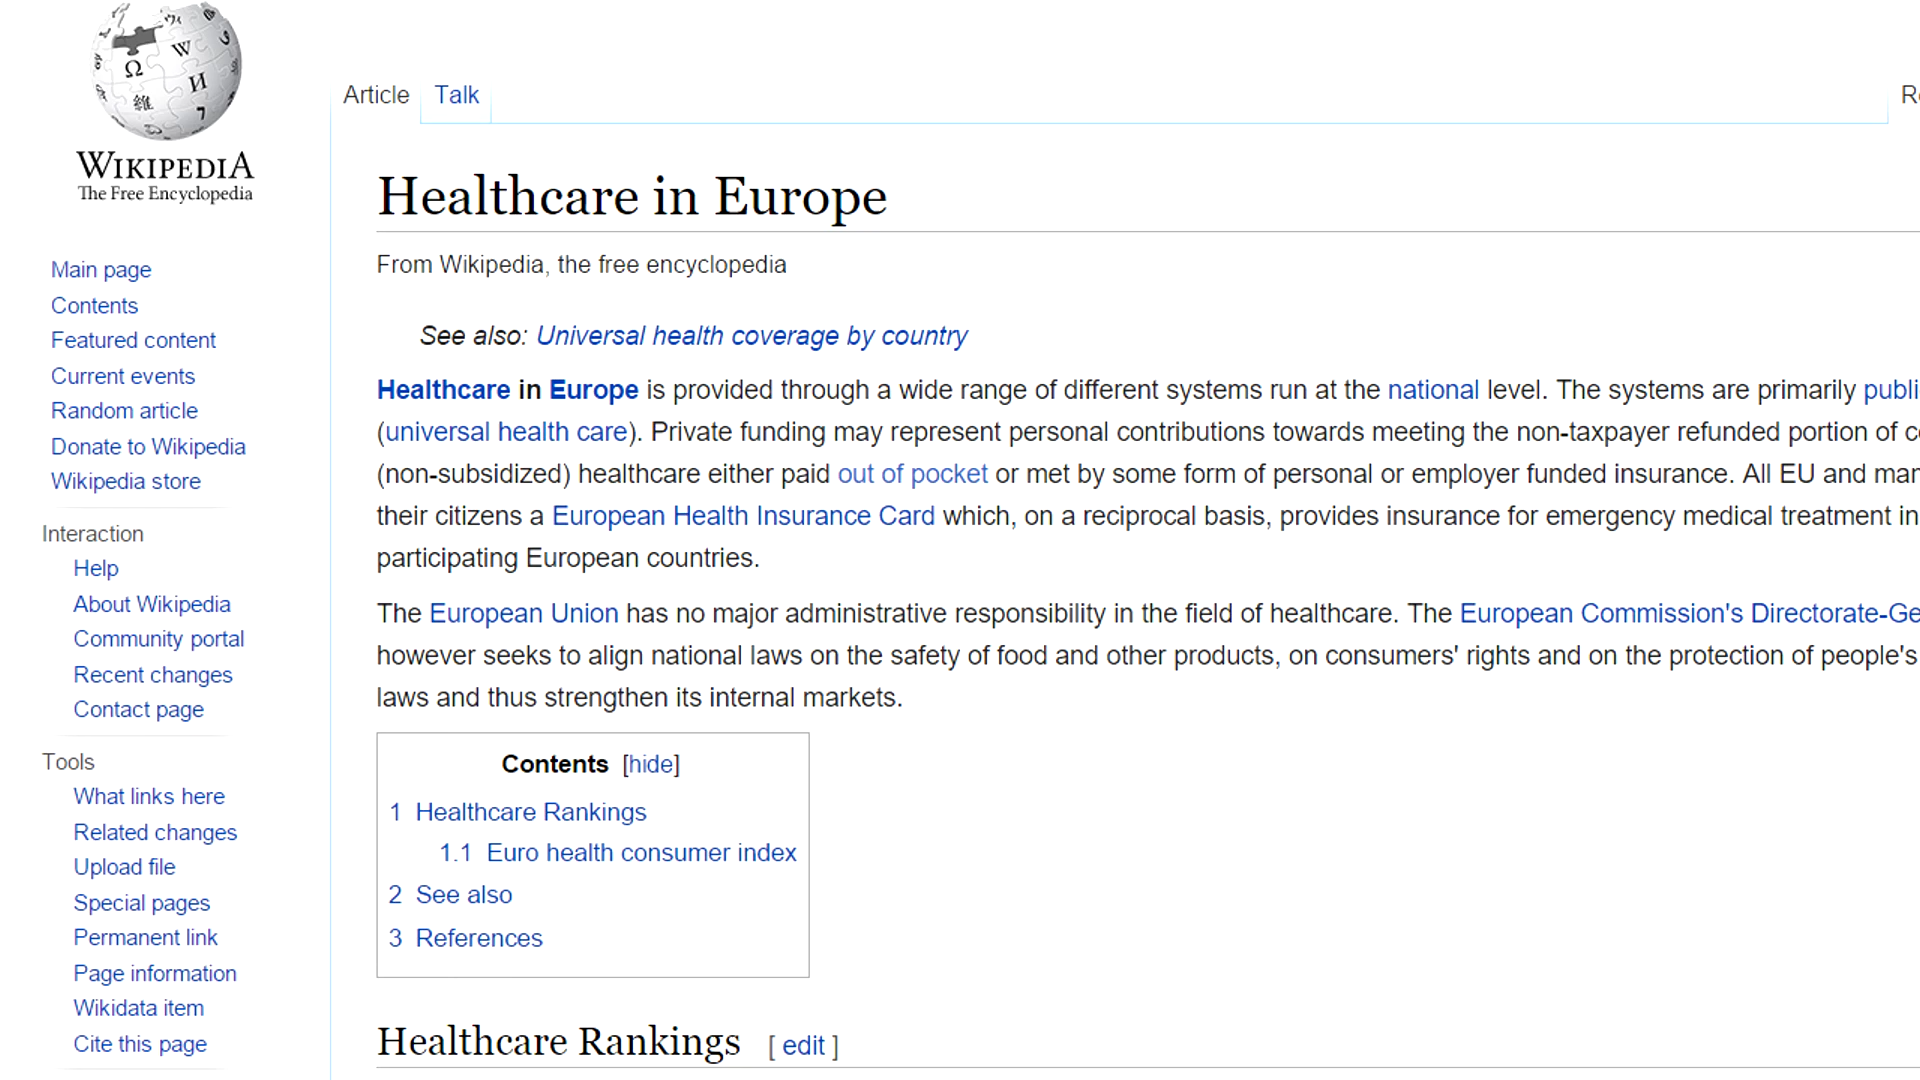 WIKIPEDIA
The Free Encyclopedia
Main page
Contents
Featured content
Current events
Random article
Donate to Wikipedia
Wikipedia store
Interaction
Help
About Wikipedia
Community portal
Recent changes
Contact page
Tools
What links here
Related changes
Upload file
Special pages
Permanent link
Page information
Wikidata item
Cite this page
Article Talk
Healthcare in Europe
From Wikipedia, the free encyclopedia
See also: Universal health coverage by country
Healthcare in Europe is provided through a wide range of different systems run at the national level. The systems are primarily
(universal health care). Private funding may represent personal contributions towards meeting the non-taxpayer refunded portion of
(non-subsidized) healthcare either paid out of pocket or met by some form of personal or employer funded insurance. All EU and
their citizens a European Health Insurance Card which, on a reciprocal basis, provides insurance for emergency medical treatment in
participating European countries.
The European Union has no major administrative responsibility in the field of healthcare. The European Commission's
however seeks to align national laws on the safety of food and other products, on consumers' rights and on the protection of people's
laws and thus strengthen its internal markets.
Contents [hide]
1 Healthcare Rankings
1.1 Euro health consumer index
2 See also
3 References
Healthcare Rankings [ edit ]